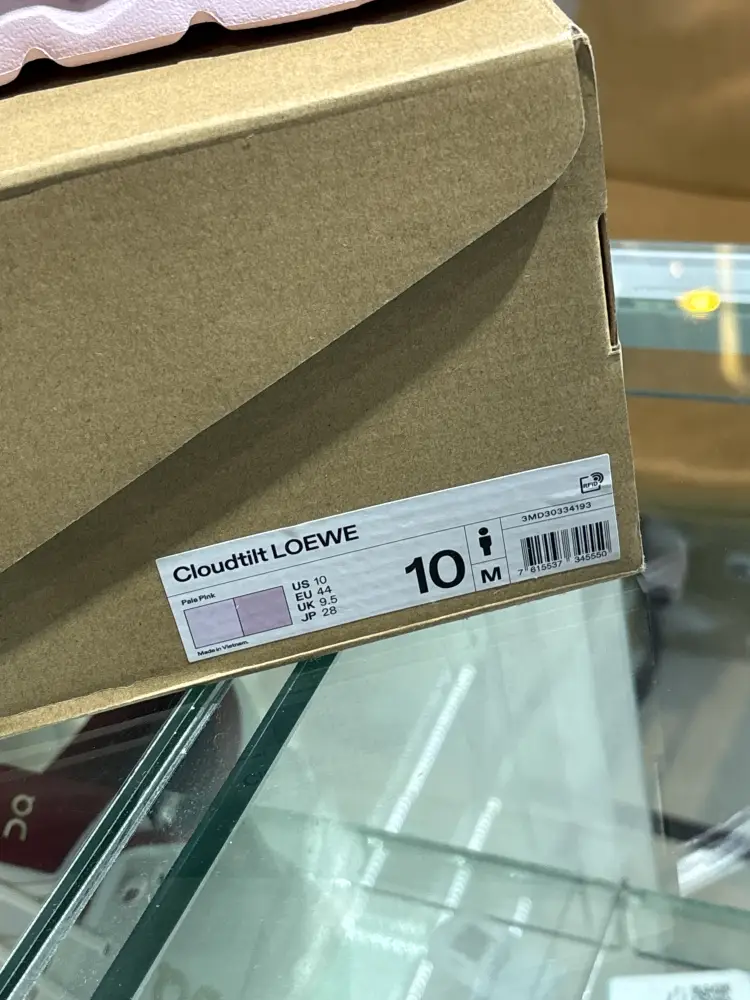 Cloudtilt LOEWE
Pale Pink
US 10
EU 44
UK 9.5
JP 28
Made in Vietnam.
10
M
RFID
3MD30334193
7 615537 345550